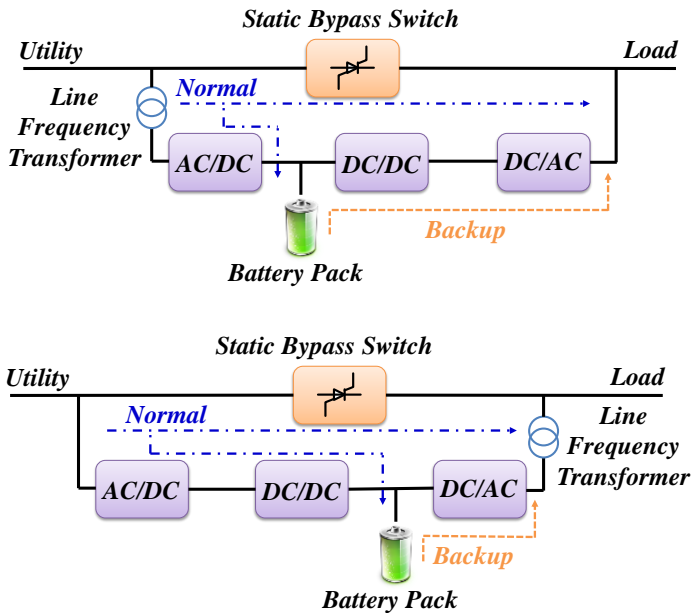 Static Bypass Switch
Utility
Load
Normal
Line
Frequency
Transformer
AC/DC
DC/DC
DC/AC
Backup
Battery Pack
Static Bypass Switch
Utility
Load
Normal
Line
Frequency
Transformer
AC/DC
DC/DC
DC/AC
Backup
Battery Pack